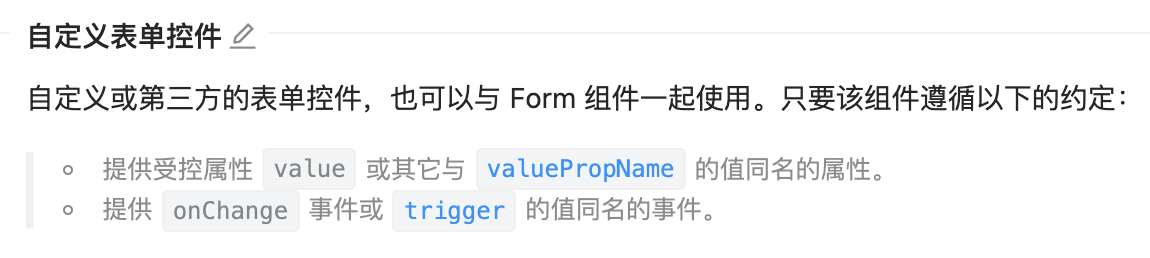 自定义表单控件
自定义或第三方的表单控件，也可以与 Form 组件一起使用。只要该组件遵循以下的约定：
提供受控属性 value 或其它与 valuePropName 的值同名的属性。
提供 onChange 事件或 trigger 的值同名的事件。